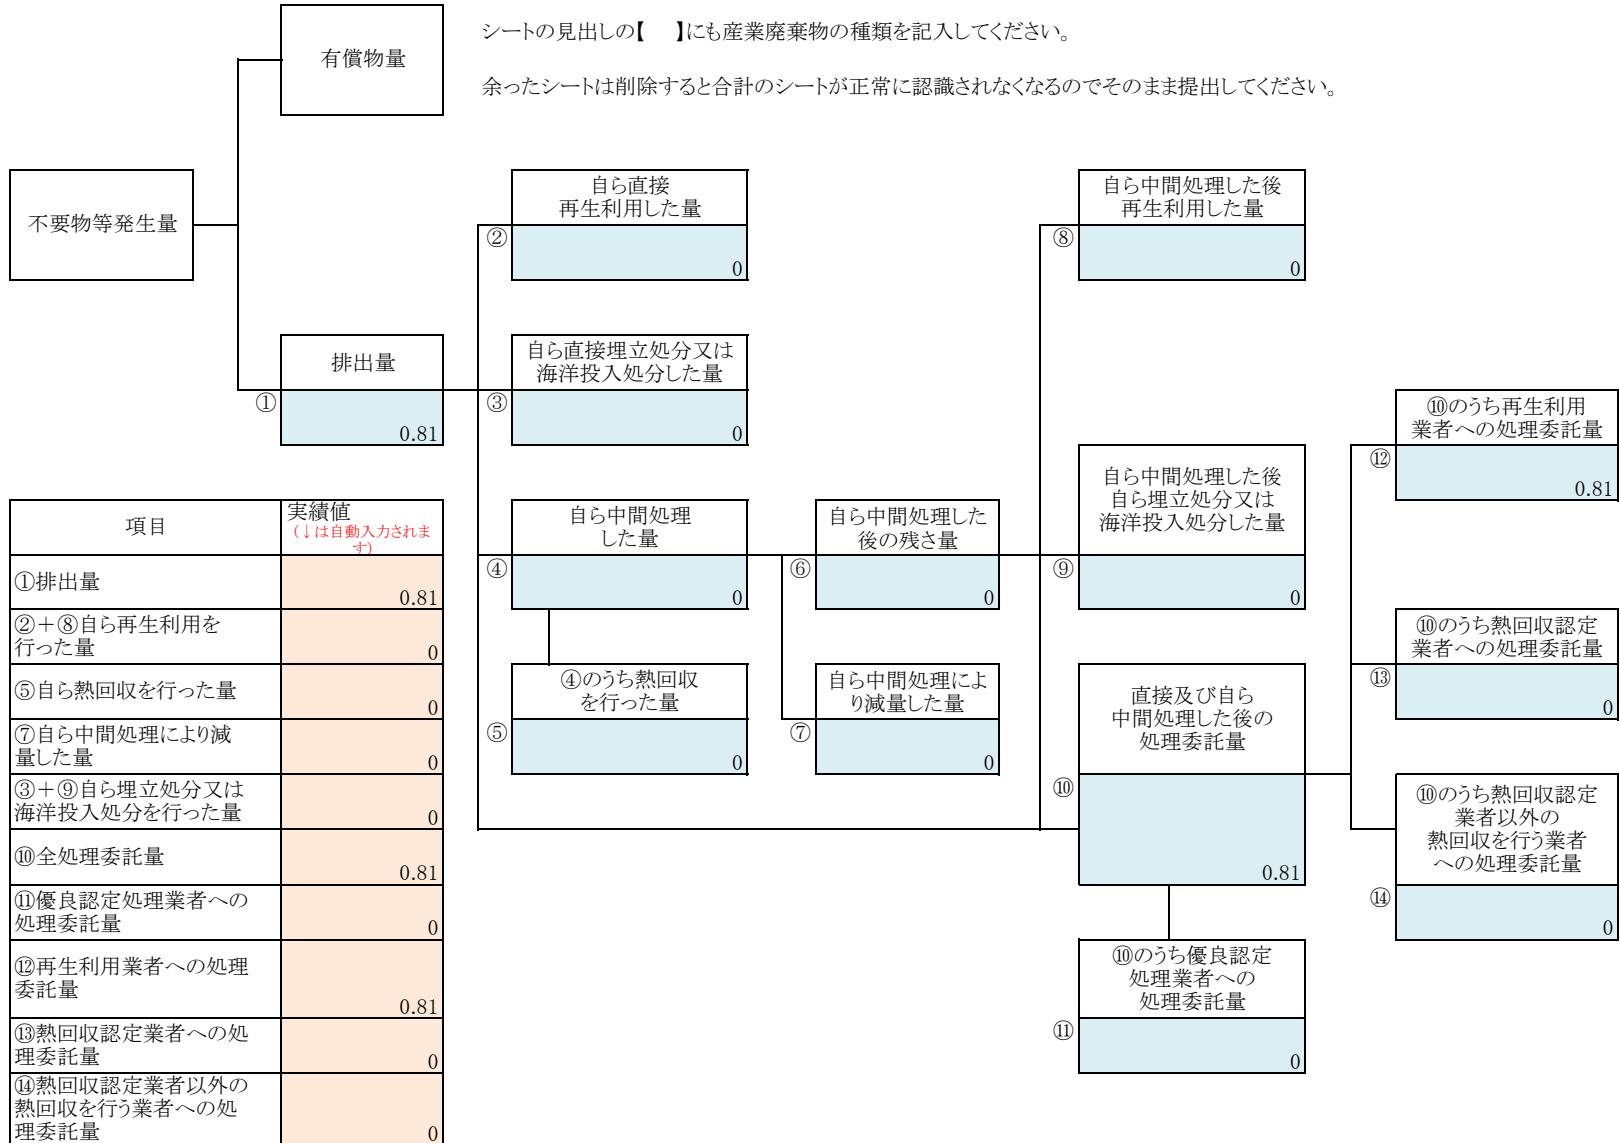 有償物量
シートの見出しの【　】にも産業廃棄物の種類を記入してください。
余ったシートは削除すると合計のシートが正常に認識されなくなるのでそのまま提出してください。
不要物等発生量
自ら直接
再生利用した量
②
0
自ら中間処理した後
再生利用した量
⑧
0
排出量
①
0.81
自ら直接埋立処分又は
海洋投入処分した量
③
0
⑩のうち再生利用
業者への処理委託量
⑫
0.81
自ら中間処理
した量
④
0
自ら中間処理した
後の残さ量
⑥
0
自ら中間処理した後
自ら埋立処分又は
海洋投入処分した量
⑨
0
④のうち熱回収
を行った量
⑤
0
自ら中間処理によ
り減量した量
⑦
0
直接及び自ら
中間処理した後の
処理委託量
⑩
0.81
⑩のうち熱回収認定
業者への処理委託量
⑬
0
⑩のうち熱回収認定
業者以外の
熱回収を行う業者
への処理委託量
⑭
0
⑩のうち優良認定
処理業者への
処理委託量
⑪
0
項目
実績値
(↓は自動入力されま
す)
①排出量
0.81
②＋⑧自ら再生利用を
行った量
0
⑤自ら熱回収を行った量
0
⑦自ら中間処理により減
量した量
0
③＋⑨自ら埋立処分又は
海洋投入処分を行った量
0
⑩全処理委託量
0.81
⑪優良認定処理業者への
処理委託量
0
⑫再生利用業者への処理
委託量
0.81
⑬熱回収認定業者への処
理委託量
0
⑭熱回収認定業者以外の
熱回収を行う業者への処
理委託量
0